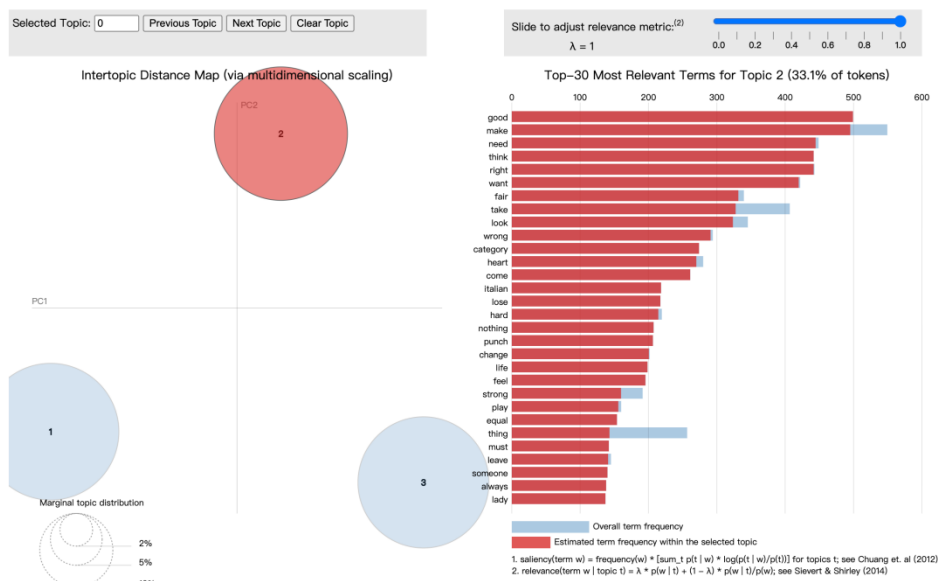 Selected Topic: 0 Previous Topic Next Topic Clear Topic
Slide to adjust relevance metric:(2)
λ = 1
0.0 0.2 0.4 0.6 0.8 1.0
Intertopic Distance Map (via multidimensional scaling)
PC2
PC1
2
1
3
Marginal topic distribution
2%
5%
Top-30 Most Relevant Terms for Topic 2 (33.1% of tokens)
0 100 200 300 400 500 600
good
make
need
think
right
want
fair
take
look
wrong
category
heart
come
italian
lose
hard
nothing
punch
change
life
feel
strong
play
equal
thing
must
leave
someone
always
lady
Overall term frequency
Estimated term frequency within the selected topic
1. saliency(term w) = frequency(w) * [sum_t p(t | w) * log(p(t | w)/p(t))] for topics t; see Chuang et. al (2012)
2. relevance(term w | topic t) = λ * p(w | t) + (1 - λ) * p(w | t)/p(w); see Sievert & Shirley (2014)